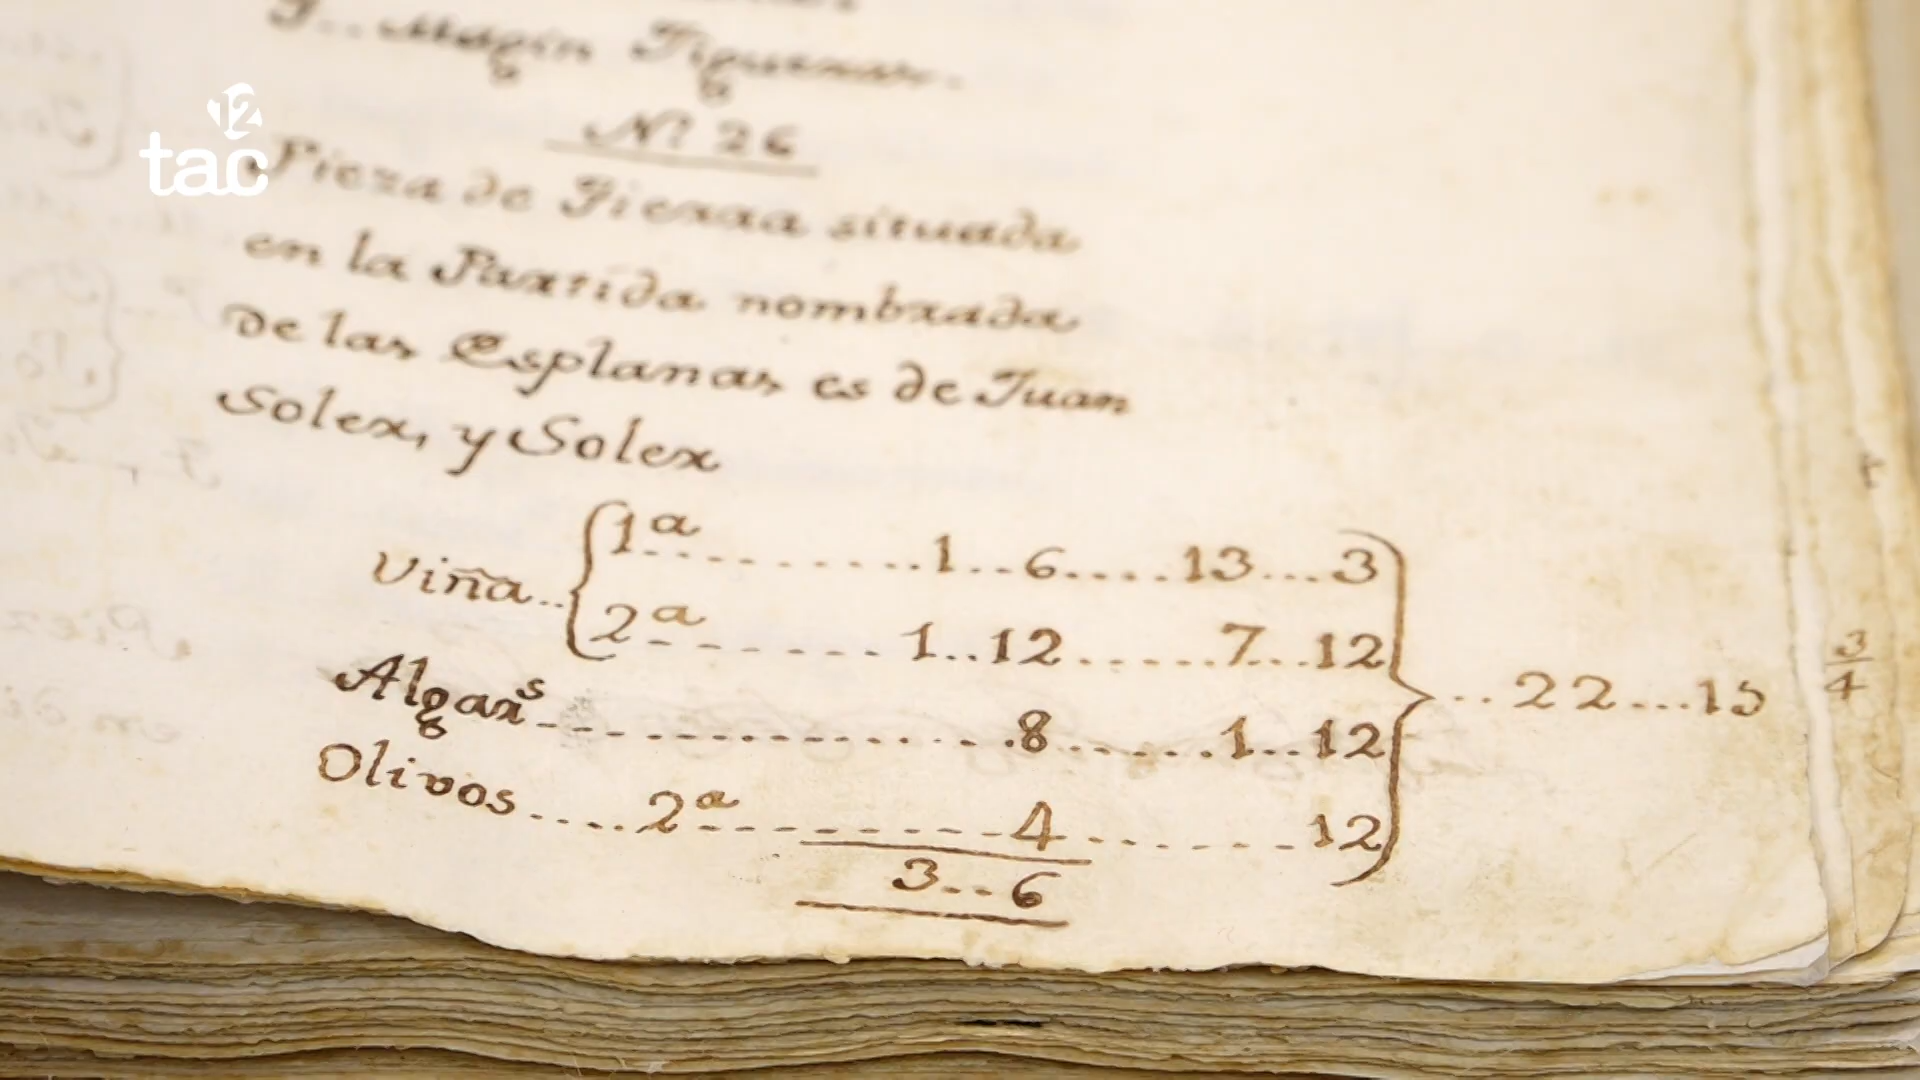 J... Magin Figuerar.
12
tac
Nº 26
Pieza de Tierra situada
en la Partida nombrada
de las Esplanas es de Juan
Soler, y Soler
Viña.. { 1ª ......... 1..6....13...3
2ª ....... 1..12.....7...12
Algarˢ ............ 8......1..12
Olivos.....2ª ......... 4........12
} ..22...15
3...6
3/4